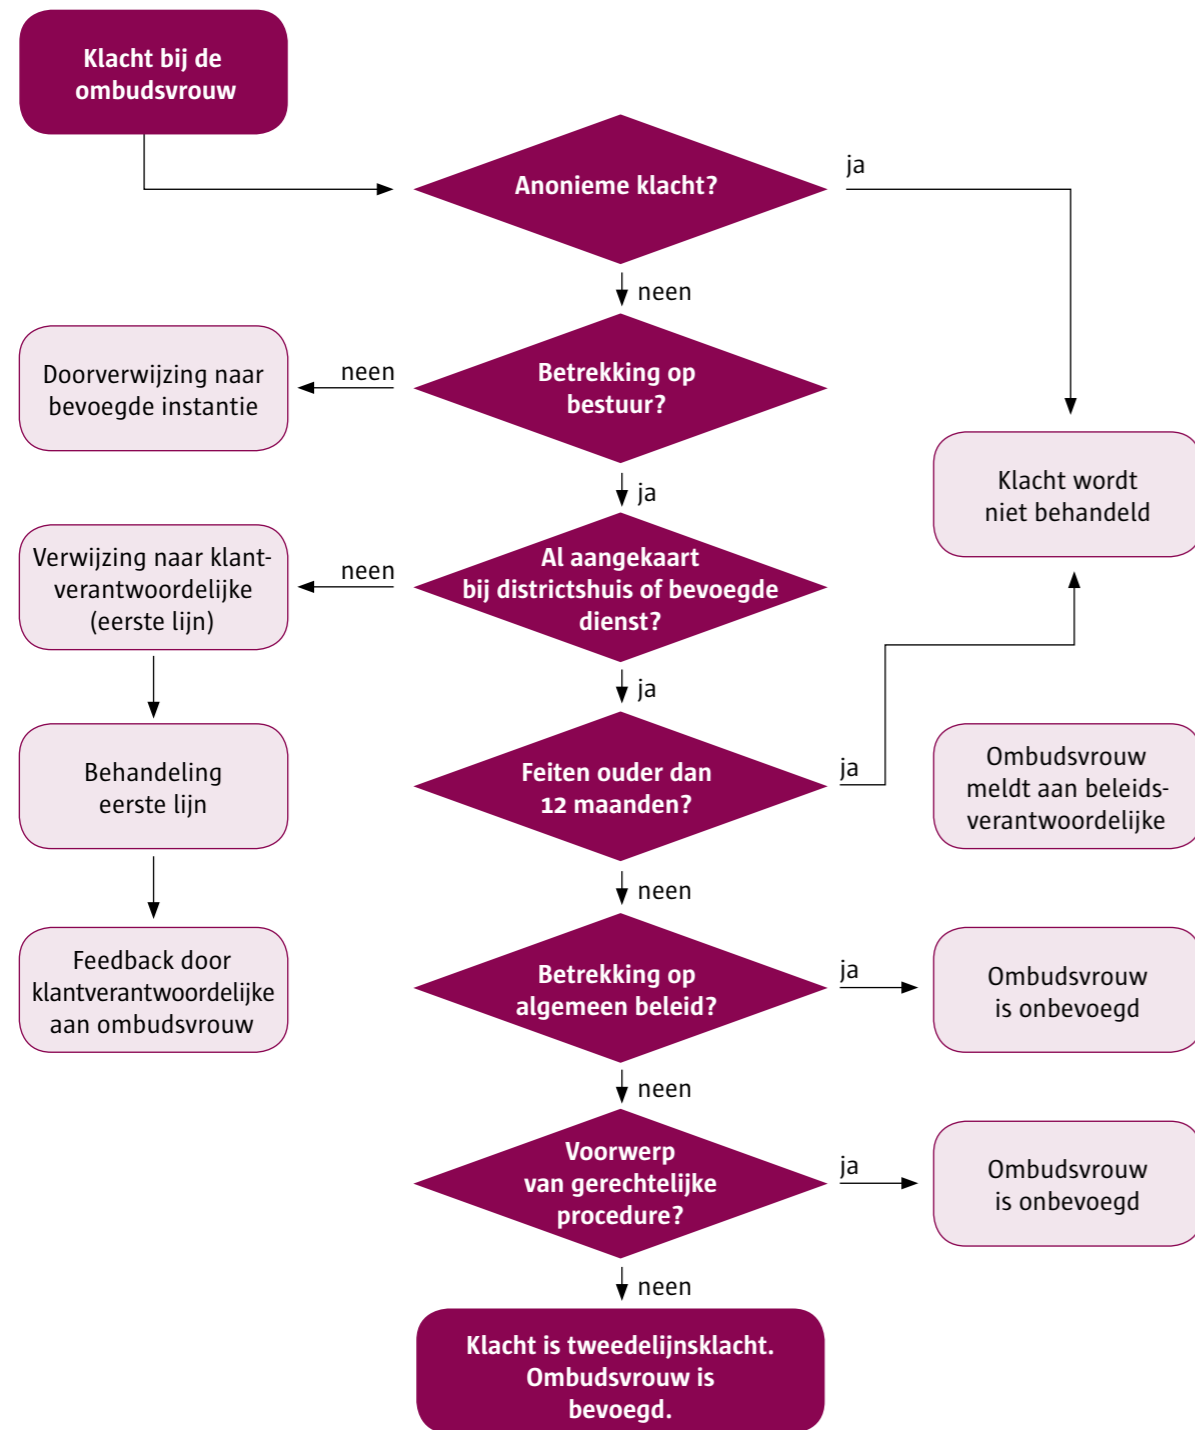 Klacht bij de
ombudsvrouw
Anonieme klacht?
ja
neen
Betrekking op
bestuur?
neen
Doorverwijzing naar
bevoegde instantie
ja
Klacht wordt
niet behandeld
Al aangekaart
bij districtshuis of bevoegde
dienst?
neen
Verwijzing naar klant-
verantwoordelijke
(eerste lijn)
ja
Behandeling
eerste lijn
Feiten ouder dan
12 maanden?
ja
Ombudsvrouw
meldt aan beleids-
verantwoordelijke
neen
Feedback door
klantverantwoordelijke
aan ombudsvrouw
Betrekking op
algemeen beleid?
ja
Ombudsvrouw
is onbevoegd
neen
Voorwerp
van gerechtelijke
procedure?
ja
Ombudsvrouw
is onbevoegd
neen
Klacht is tweedelijnsklacht.
Ombudsvrouw is
bevoegd.